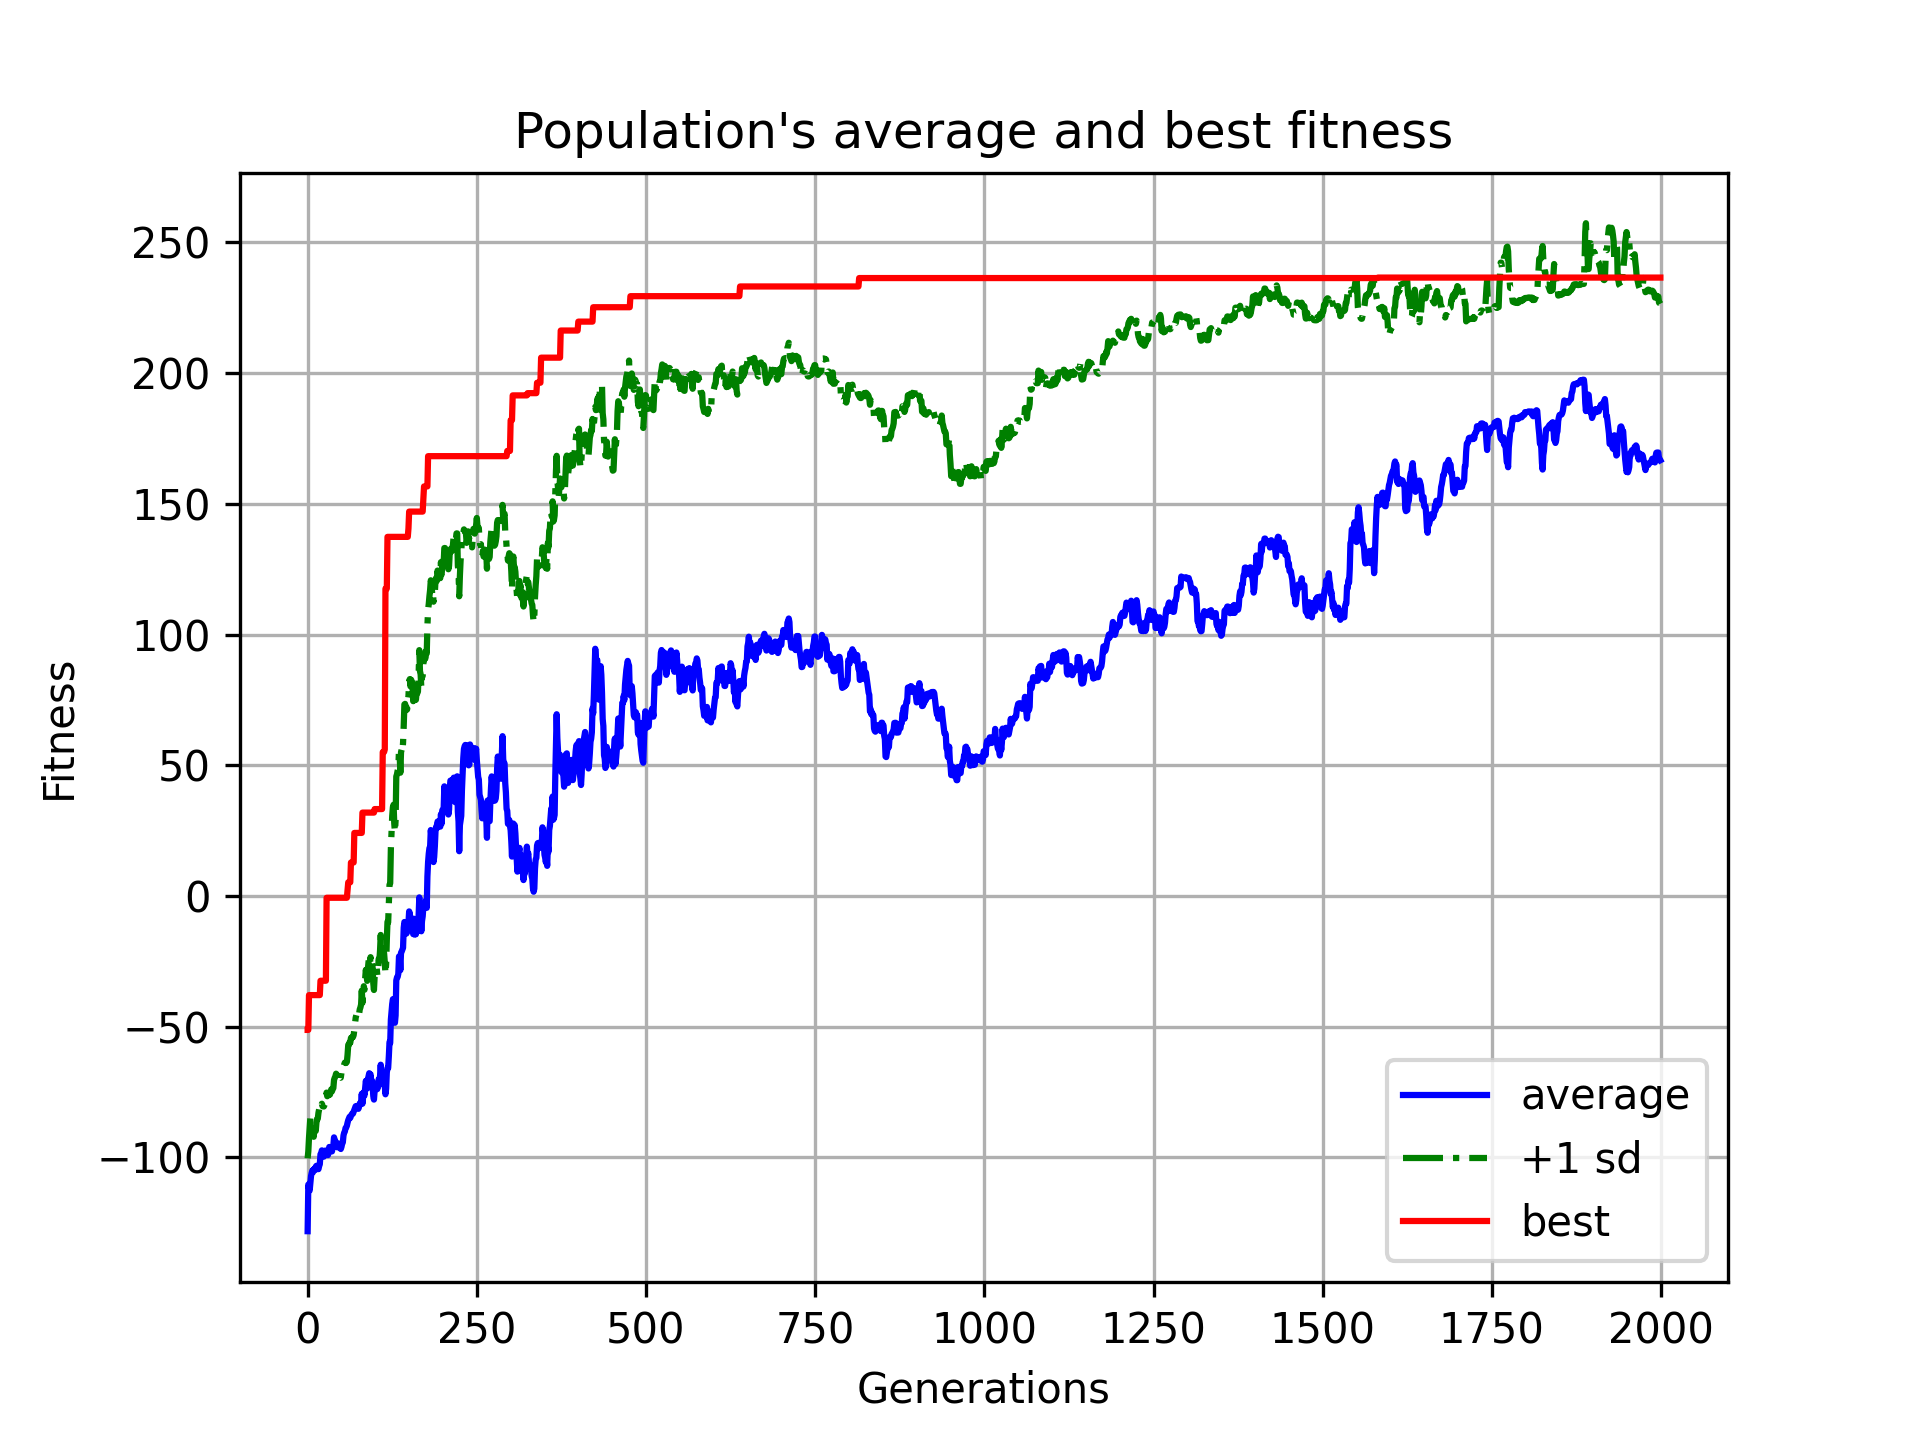 Population's average and best fitness
Fitness
250
200
150
100
50
0
−50
−100
0 250 500 750 1000 1250 1500 1750 2000
Generations
average
+1 sd
best